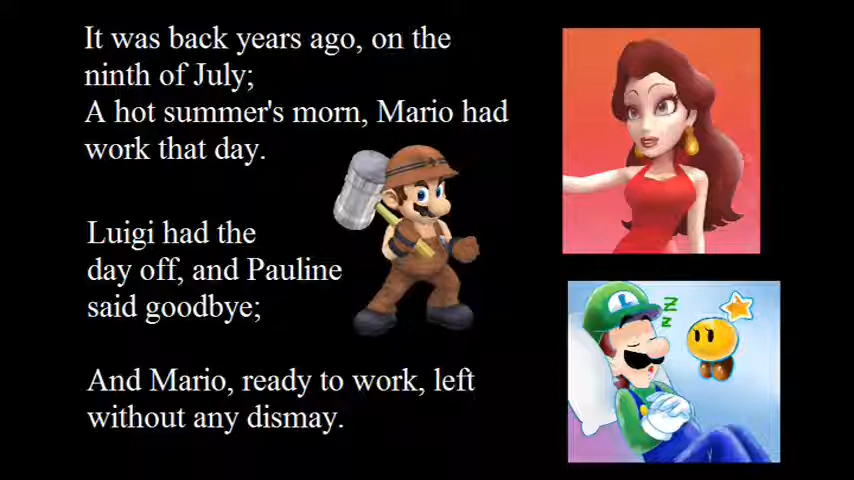 It was back years ago, on the
ninth of July;
A hot summer's morn, Mario had
work that day.
Luigi had the
day off, and Pauline
said goodbye;
And Mario, ready to work, left
without any dismay.
L
z
z